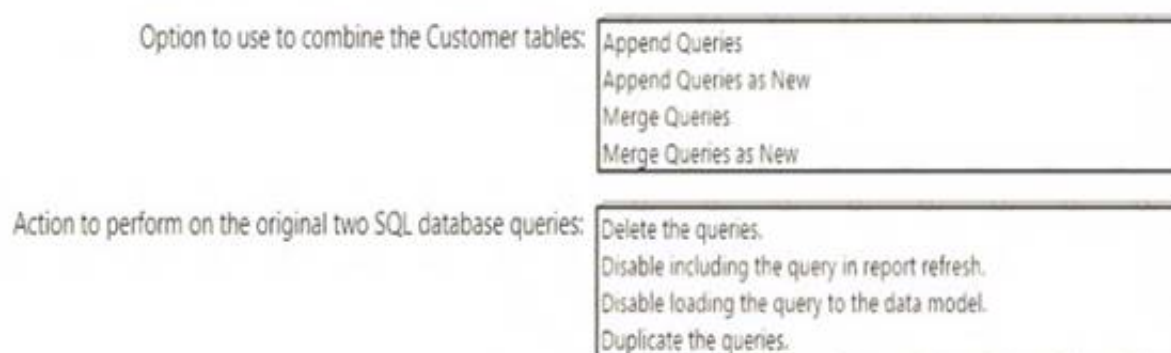 Option to use to combine the Customer tables:
Append Queries
Append Queries as New
Merge Queries
Merge Queries as New
Action to perform on the original two SQL database queries:
Delete the queries.
Disable including the query in report refresh.
Disable loading the query to the data model.
Duplicate the queries.